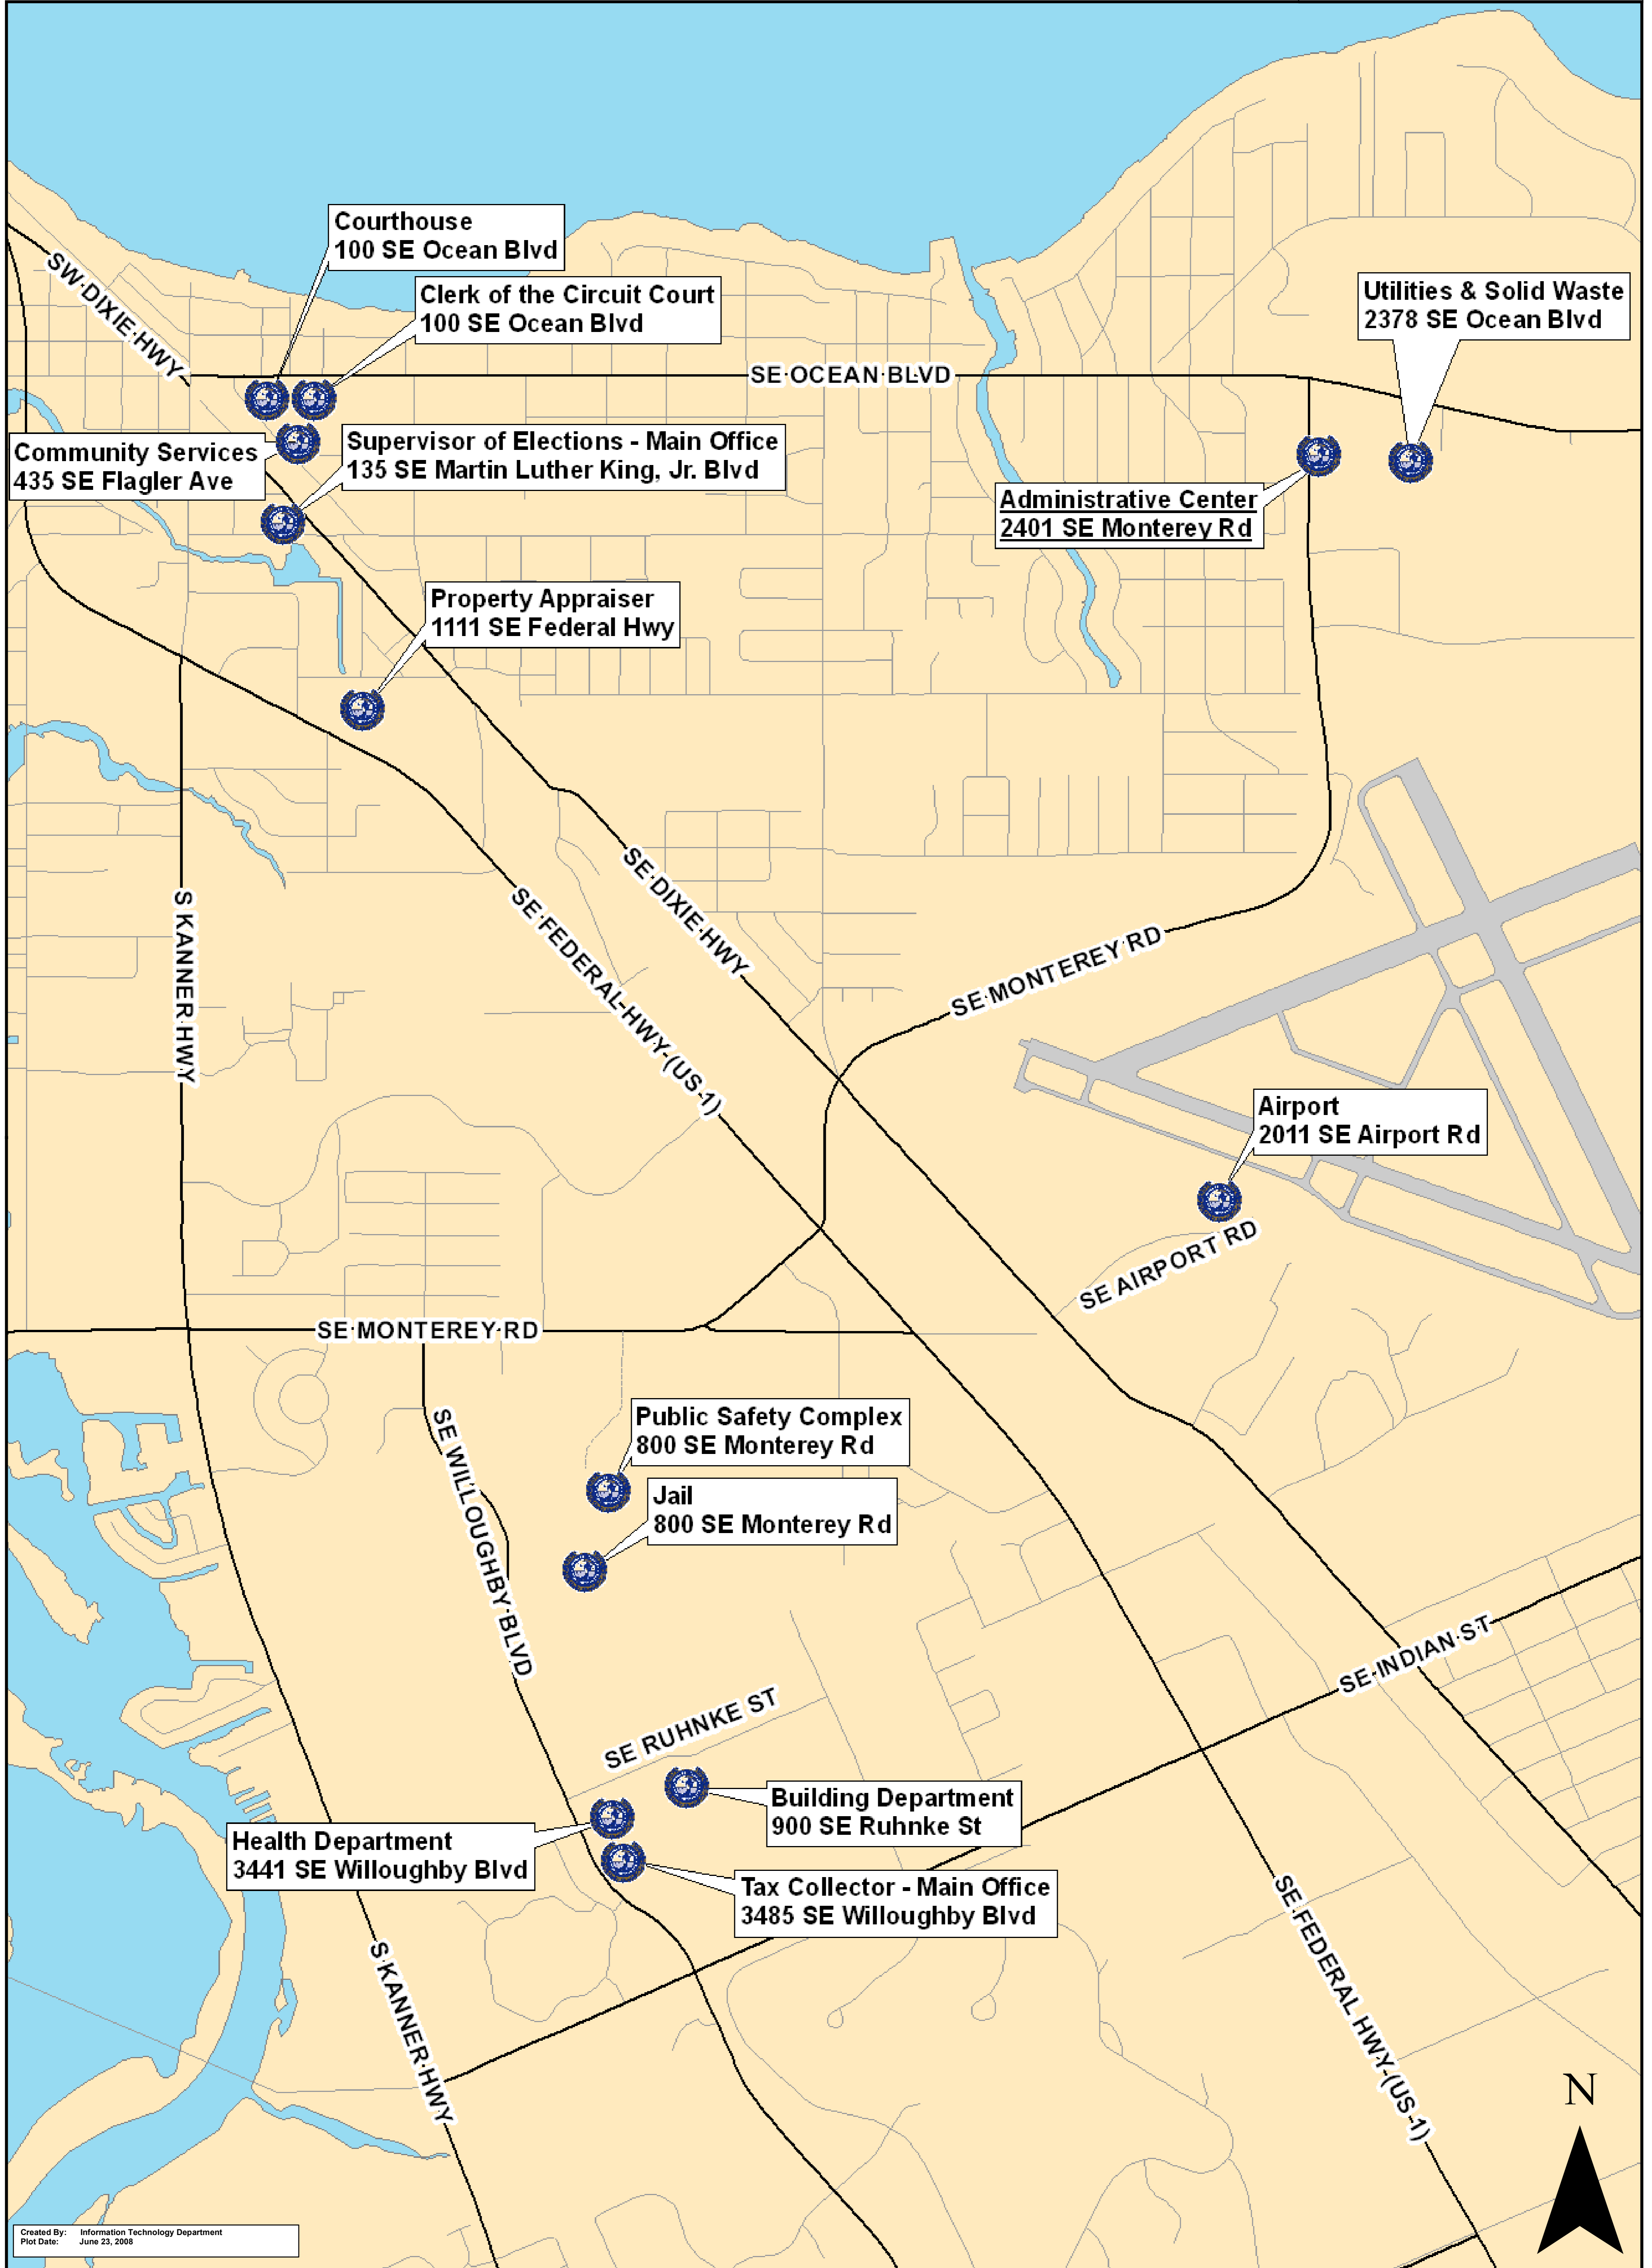 Courthouse
100 SE Ocean Blvd
SW DIXIE HWY
Clerk of the Circuit Court
100 SE Ocean Blvd
Utilities & Solid Waste
2378 SE Ocean Blvd
SE OCEAN BLVD
Community Services
435 SE Flagler Ave
Supervisor of Elections - Main Office
135 SE Martin Luther King, Jr. Blvd
Administrative Center
2401 SE Monterey Rd
Property Appraiser
1111 SE Federal Hwy
S KANNER HWY
SE FEDERAL HWY (US 1)
SE DIXIE HWY
SE MONTEREY RD
Airport
2011 SE Airport Rd
SE AIRPORT RD
SE MONTEREY RD
Public Safety Complex
800 SE Monterey Rd
SE WILLOUGHBY BLVD
Jail
800 SE Monterey Rd
SE INDIAN ST
SE RUHNKE ST
Building Department
900 SE Ruhnke St
Health Department
3441 SE Willoughby Blvd
Tax Collector - Main Office
3485 SE Willoughby Blvd
S KANNER HWY
SE FEDERAL HWY (US 1)
N
Created By: Information Technology Department
Plot Date: June 23, 2008